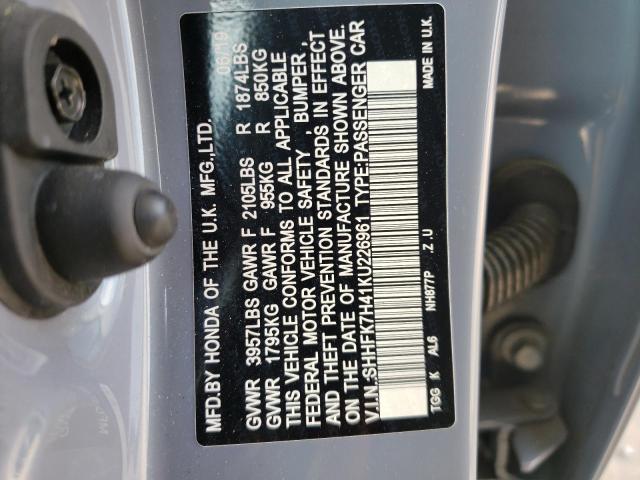 MFD.BY HONDA OF THE U.K. MFG.,LTD. 06/19
GVWR 3957LBS GAWR F 2105LBS R 1874LBS
GVWR 1795KG GAWR F 955KG R 850KG
THIS VEHICLE CONFORMS TO ALL APPLICABLE
FEDERAL MOTOR VEHICLE SAFETY , BUMPER ,
AND THEFT PREVENTION STANDARDS IN EFFECT
ON THE DATE OF MANUFACTURE SHOWN ABOVE.
V.I.N.:SHHFK7H41KU226961 TYPE:PASSENGER CAR
TGG K AL6 NH877P .Z U MADE IN U.K.